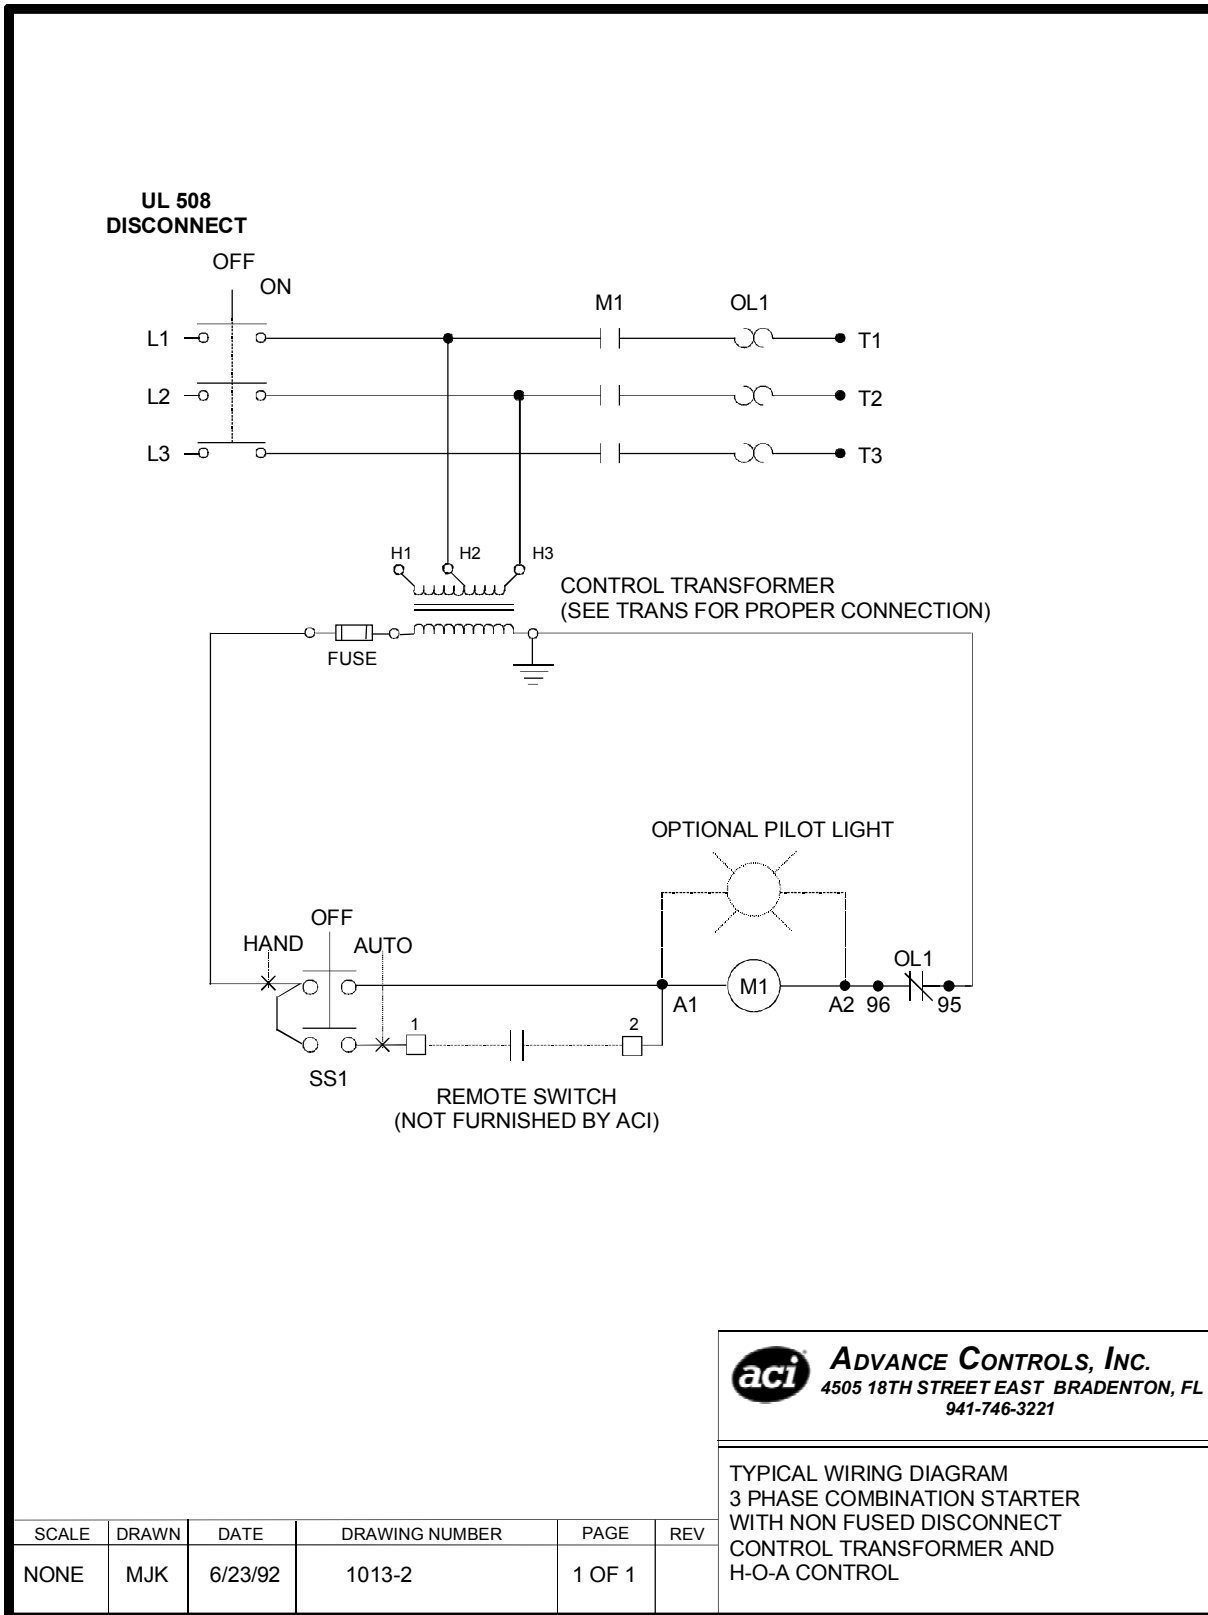 UL 508
DISCONNECT
OFF
ON
M1
OL1
L1
T1
L2
T2
L3
T3
H1
H2
H3
CONTROL TRANSFORMER
(SEE TRANS FOR PROPER CONNECTION)
FUSE
OPTIONAL PILOT LIGHT
OFF
HAND
AUTO
OL1
M1
A1
A2
96
95
1
2
SS1
REMOTE SWITCH
(NOT FURNISHED BY ACI)
aci
ADVANCE CONTROLS, INC.
4505 18TH STREET EAST BRADENTON, FL
941-746-3221
TYPICAL WIRING DIAGRAM
3 PHASE COMBINATION STARTER
WITH NON FUSED DISCONNECT
CONTROL TRANSFORMER AND
H-O-A CONTROL
SCALE DRAWN DATE DRAWING NUMBER PAGE REV
NONE MJK 6/23/92 1013-2 1 OF 1